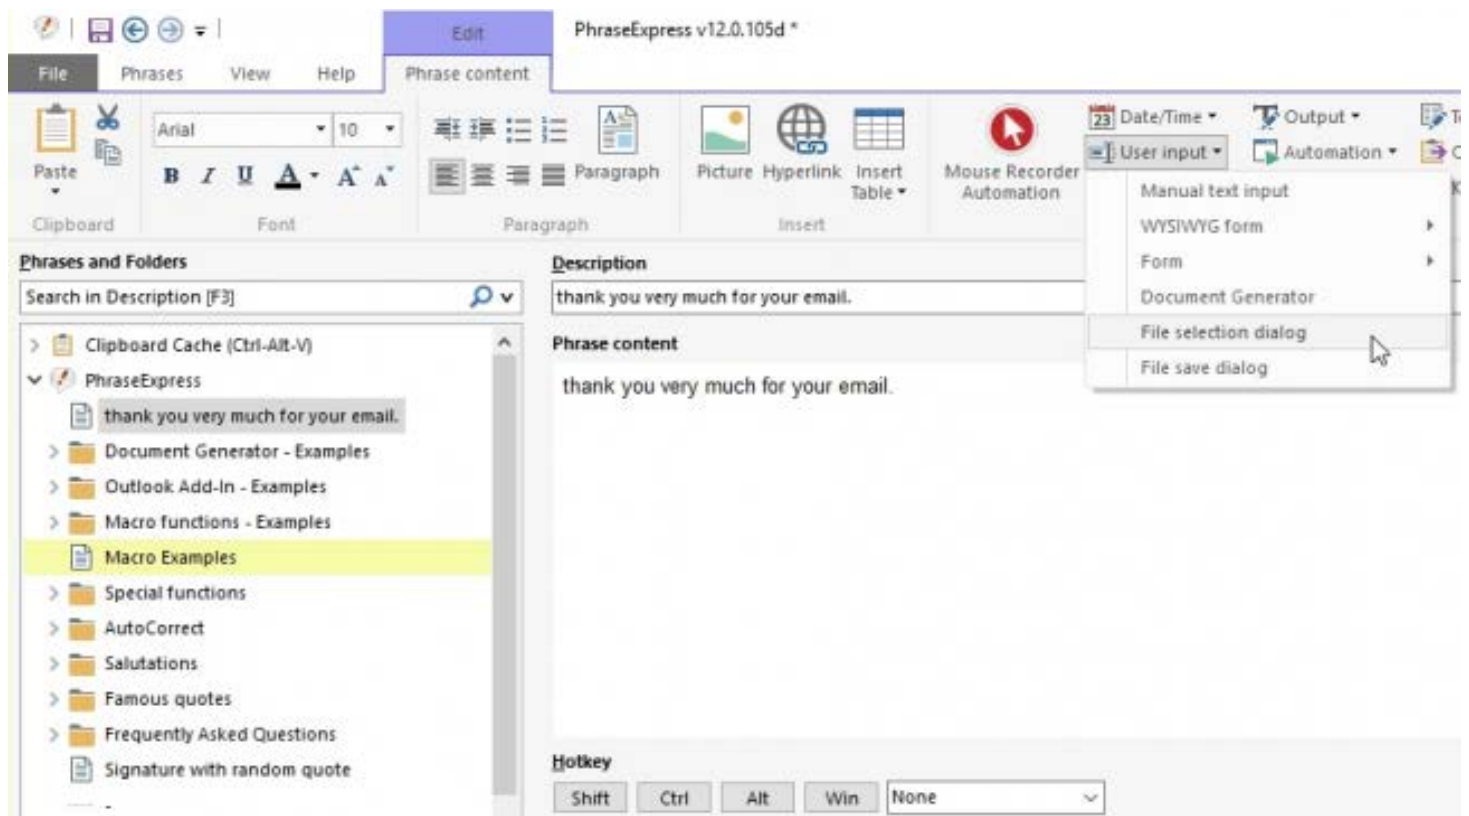 Edit PhraseExpress v12.0.105d *
File Phrases View Help Phrase content
Paste
Clipboard
Arial 10
B I U A A A
Font
Paragraph
Paragraph
Picture Hyperlink Insert Table
Insert
Mouse Recorder Automation
23 Date/Time Output
User input Automation
Manual text input
WYSIWYG form
Form
Document Generator
File selection dialog
File save dialog
Phrases and Folders
Search in Description [F3]
Clipboard Cache (Ctrl-Alt-V)
PhraseExpress
thank you very much for your email.
Document Generator - Examples
Outlook Add-In - Examples
Macro functions - Examples
Macro Examples
Special functions
AutoCorrect
Salutations
Famous quotes
Frequently Asked Questions
Signature with random quote
Description
thank you very much for your email.
Phrase content
thank you very much for your email.
Hotkey
Shift Ctrl Alt Win None